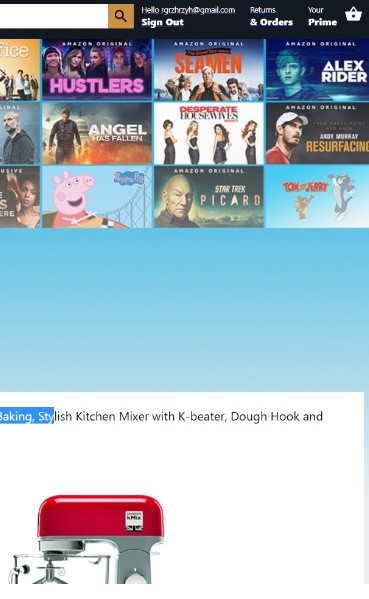 Hello rgrzhrzyh@gmail.com
Sign Out
Returns
& Orders
Your
Prime
ffice
AMAZON ORIGINAL
HUSTLERS
AMAZON ORIGINAL
SEAMEN
AMAZON ORIGINAL
ALEX
RIDER
ANGEL
HAS FALLEN
DESPERATE
HOUSEWIVES
AMAZON ORIGINAL
ANDY MURRAY
RESURFACING
USIVE
S
ERE
Peppa Pig
AMAZON ORIGINAL
STAR TREK
PICARD
TOM AND JERRY
Baking, Stylish Kitchen Mixer with K-beater, Dough Hook and
kMix